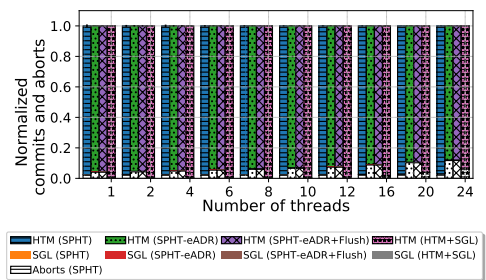 1.0
0.8
0.6
0.4
0.2
0.0
Normalized
commits and aborts
1 2 4 6 8 10 12 16 20 24
Number of threads
HTM (SPHT) HTM (SPHT-eADR) HTM (SPHT-eADR+Flush) HTM (HTM+SGL)
SGL (SPHT) SGL (SPHT-eADR) SGL (SPHT-eADR+Flush) SGL (HTM+SGL)
Aborts (SPHT)